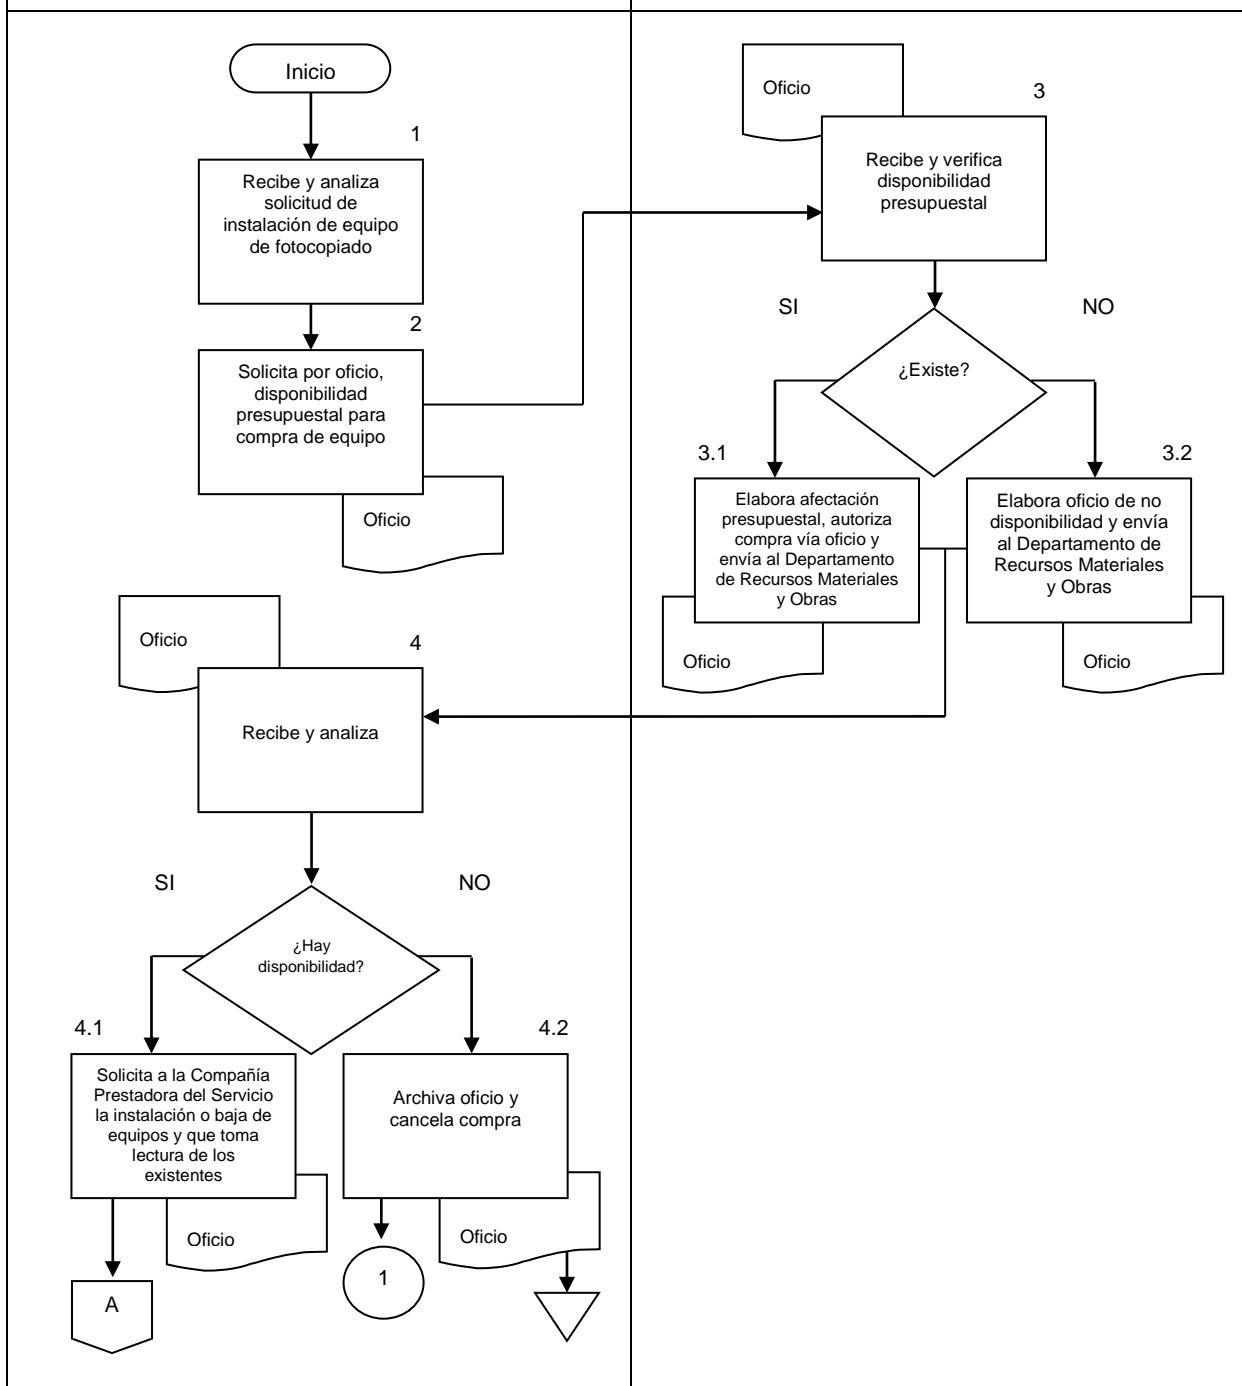 Inicio
1
Recibe y analiza
solicitud de
instalación de equipo
de fotocopiado
2
Solicita por oficio,
disponibilidad
presupuestal para
compra de equipo
Oficio
Oficio
3
Recibe y verifica
disponibilidad
presupuestal
SI
NO
¿Existe?
3.1
Elabora afectación
presupuestal, autoriza
compra vía oficio y
envía al Departamento
de Recursos Materiales
y Obras
Oficio
3.2
Elabora oficio de no
disponibilidad y envía
al Departamento de
Recursos Materiales
y Obras
Oficio
Oficio
4
Recibe y analiza
SI
NO
¿Hay
disponibilidad?
4.1
Solicita a la Compañía
Prestadora del Servicio
la instalación o baja de
equipos y que toma
lectura de los
existentes
Oficio
A
4.2
Archiva oficio y
cancela compra
Oficio
1